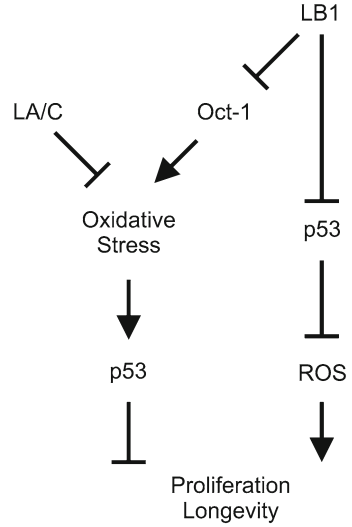 LB1
LA/C
Oct-1
Oxidative
Stress
p53
p53
ROS
Proliferation
Longevity